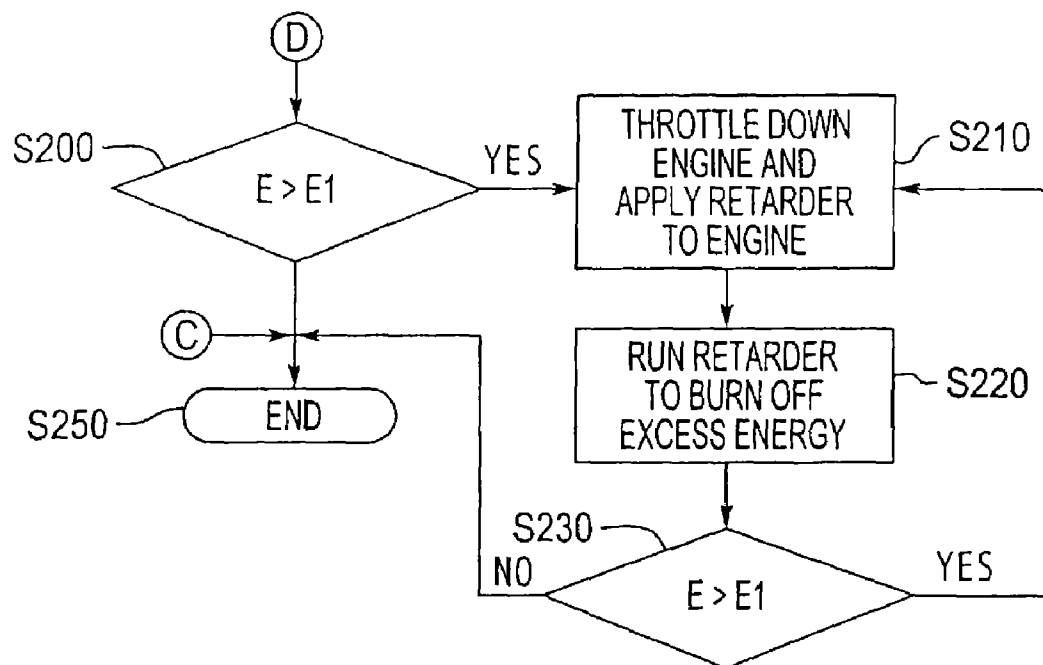 D
S200
E > E1
YES
THROTTLE DOWN
ENGINE AND
APPLY RETARDER
TO ENGINE
S210
C
S250
END
RUN RETARDER
TO BURN OFF
EXCESS ENERGY
S220
S230
NO
E > E1
YES